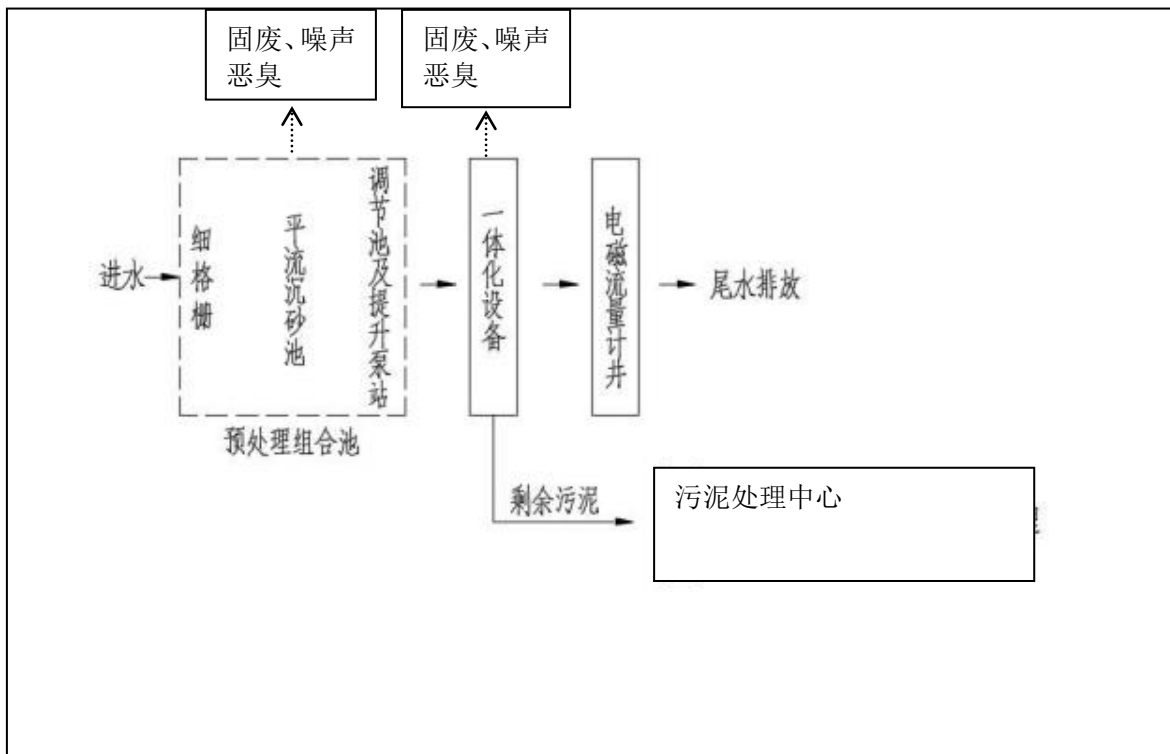 固废、噪声
恶臭
固废、噪声
恶臭
进水
细格栅
平流沉砂池
调节池及提升泵站
一体化设备
电磁流量计井
尾水排放
预处理组合池
剩余污泥
污泥处理中心